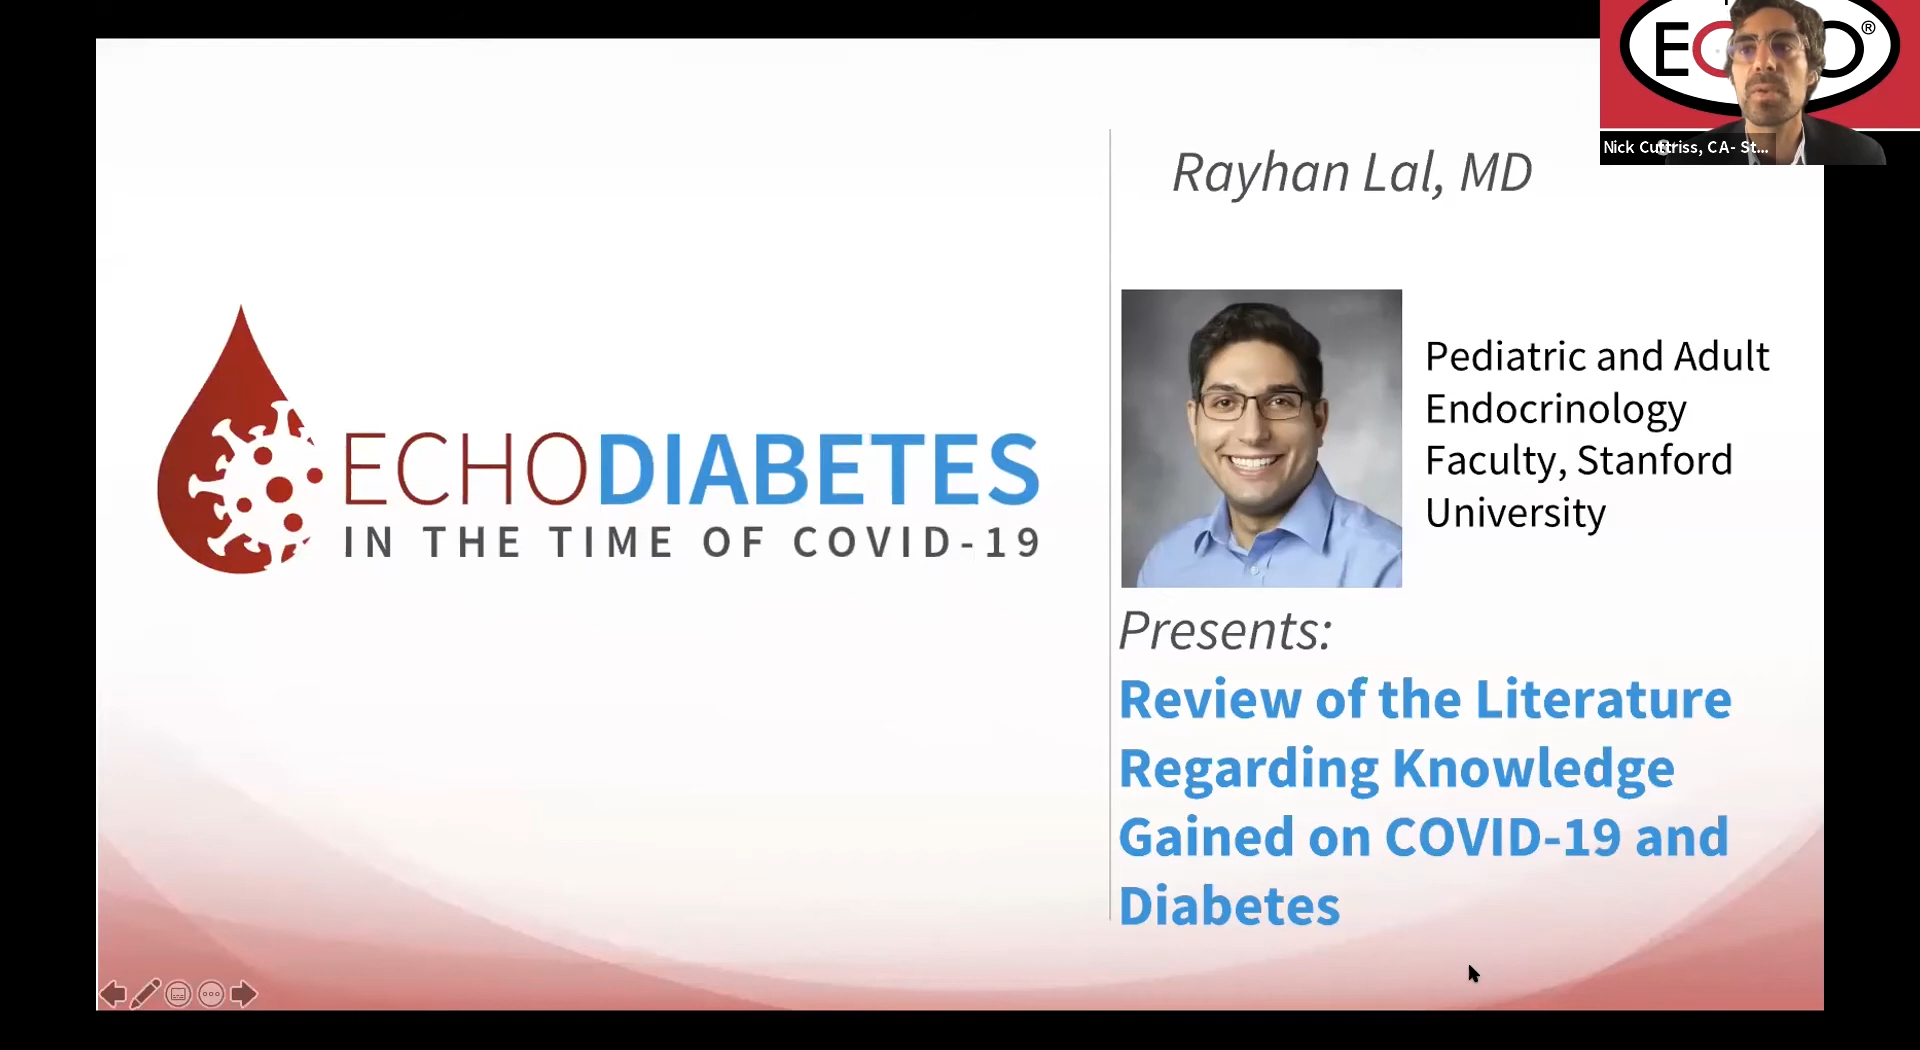 ECHO®
Nick Cuttriss, CA- St...
Rayhan Lal, MD
Pediatric and Adult
Endocrinology
Faculty, Stanford
University
ECHODIABETES
IN THE TIME OF COVID-19
Presents:
Review of the Literature
Regarding Knowledge
Gained on COVID-19 and
Diabetes